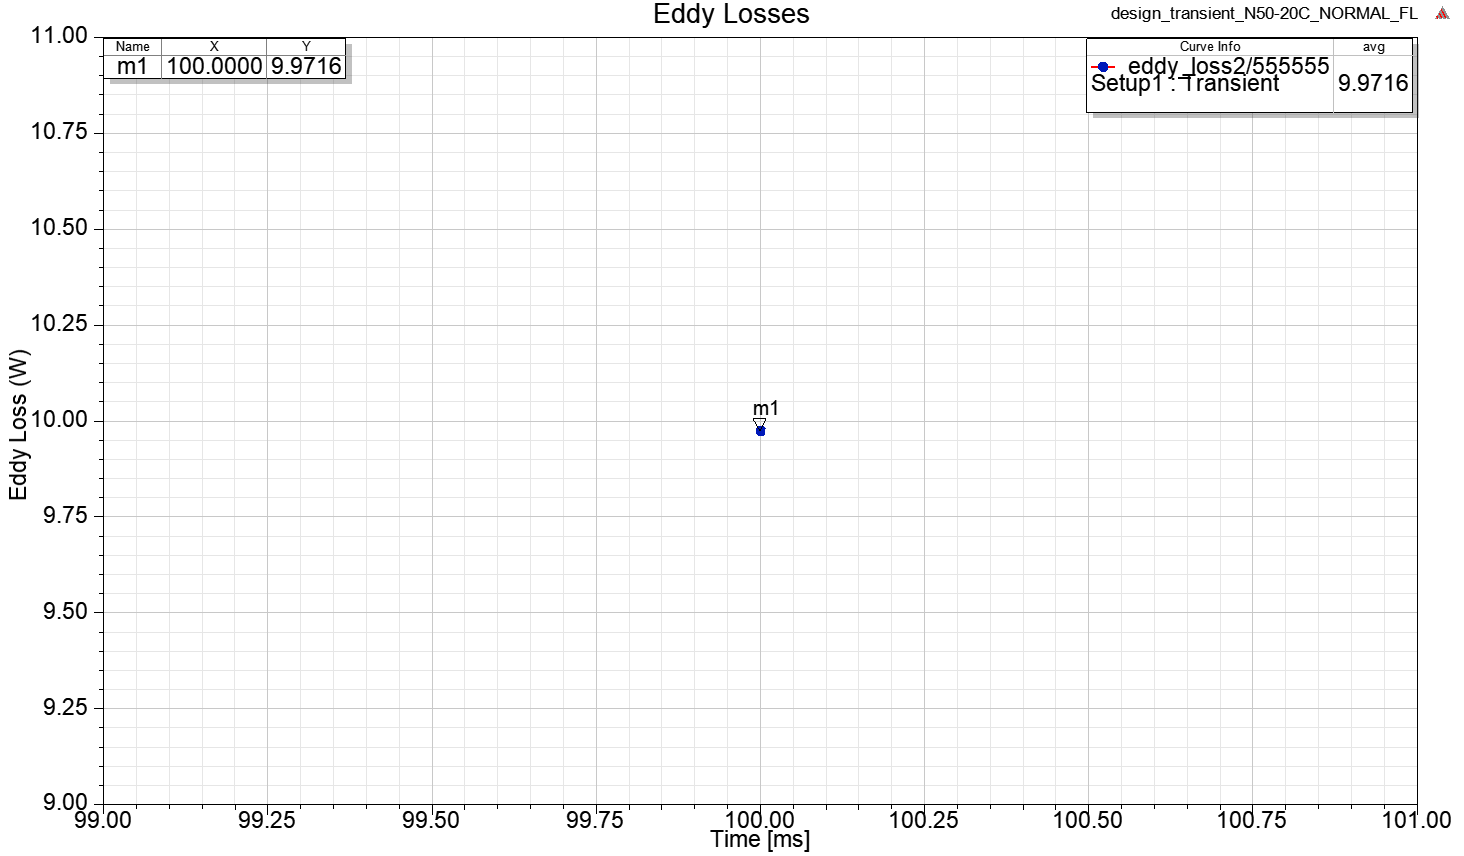 Eddy Losses
design_transient_N50-20C_NORMAL_FL
Name X Y
m1 100.0000 9.9716
Curve Info avg
eddy_loss2/555555
Setup1 : Transient 9.9716
11.00
10.75
10.50
10.25
10.00
9.75
9.50
9.25
9.00
Eddy Loss (W)
m1
99.00 99.25 99.50 99.75 100.00 100.25 100.50 100.75 101.00
Time [ms]